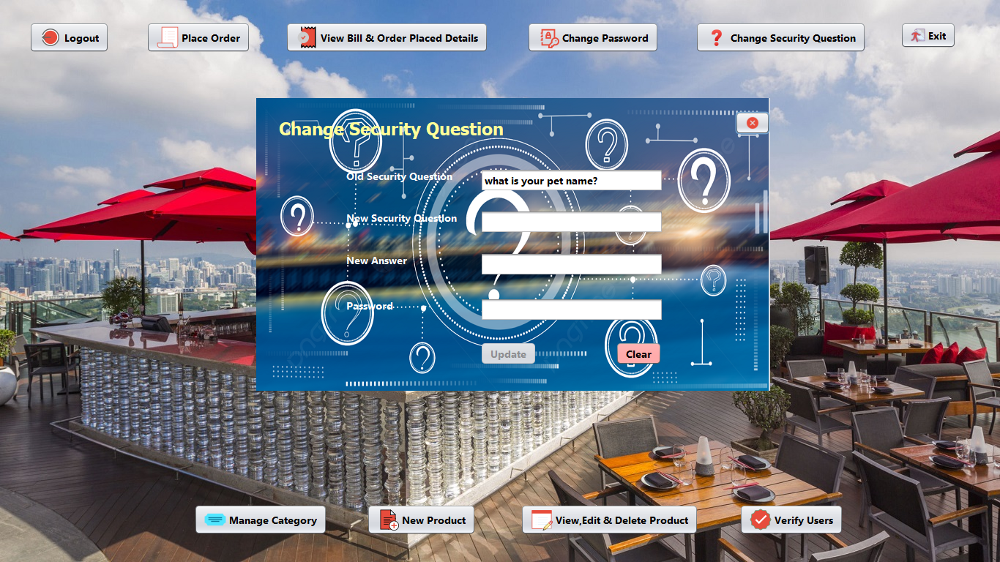 Logout
Place Order
View Bill & Order Placed Details
Change Password
Change Security Question
Exit
Change Security Question
Old Security Question
what is your pet name?
New Security Question
New Answer
Password
Update
Clear
Manage Category
New Product
View,Edit & Delete Product
Verify Users